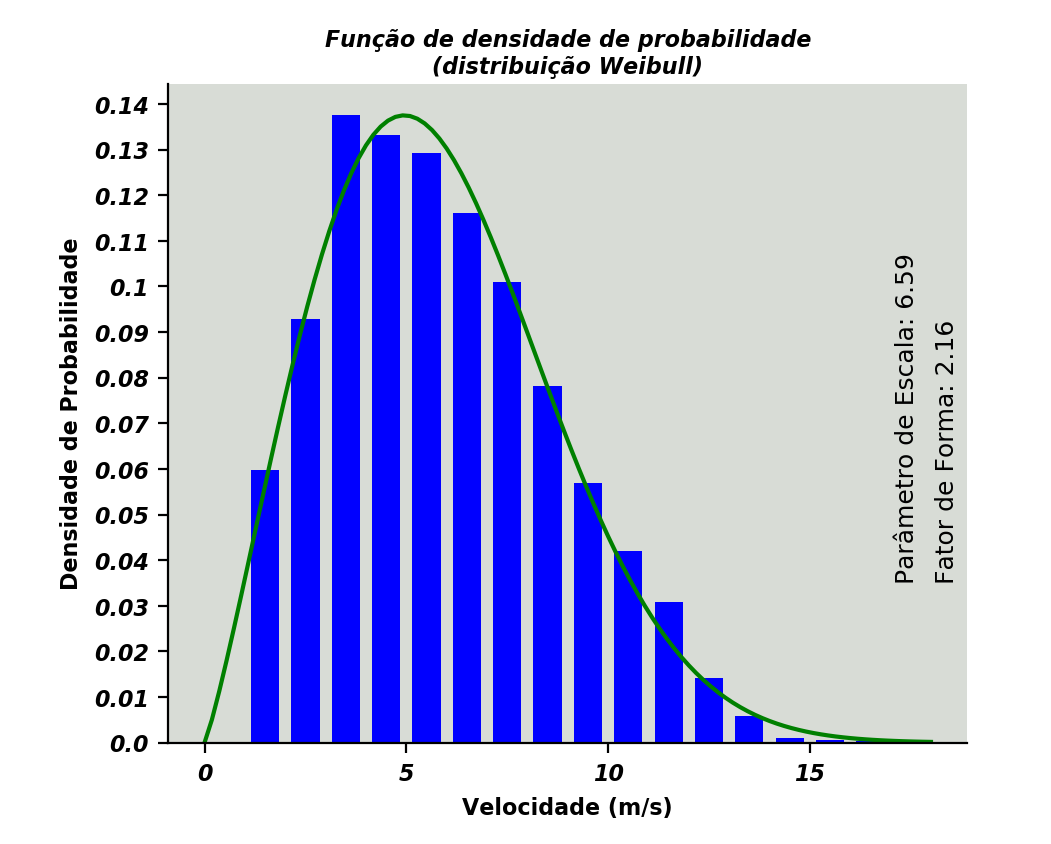 Função de densidade de probabilidade
(distribuição Weibull)
0.14
0.13
0.12
0.11
0.1
0.09
0.08
0.07
0.06
0.05
0.04
0.03
0.02
0.01
0.0
Densidade de Probabilidade
0 5 10 15
Velocidade (m/s)
Parâmetro de Escala: 6.59
Fator de Forma: 2.16